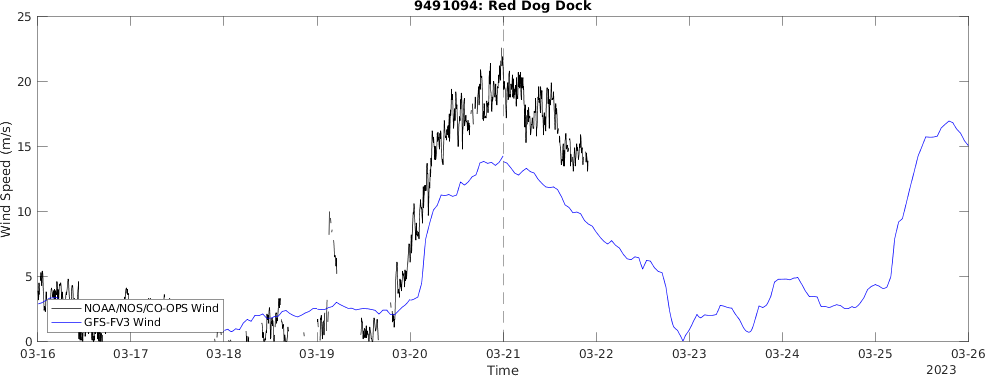 9491094: Red Dog Dock
25
20
15
10
5
0
Wind Speed (m/s)
NOAA/NOS/CO-OPS Wind
GFS-FV3 Wind
03-16 03-17 03-18 03-19 03-20 03-21 03-22 03-23 03-24 03-25 03-26
Time
2023